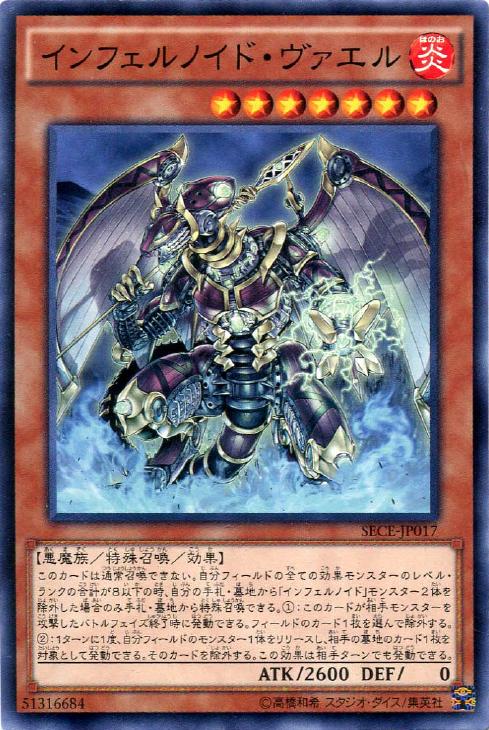 インフェルノイド・ヴァエル
ほのお
炎
SECE-JP017
【悪魔族／特殊召喚／効果】
このカードは通常召喚できない。自分フィールドの全ての効果モンスターのレベル・
ランクの合計が８以下の時、自分の手札・墓地から「インフェルノイド」モンスター２体を
除外した場合のみ手札・墓地から特殊召喚できる。①：このカードが相手モンスターを
攻撃したバトルフェイズ終了時に発動できる。フィールドのカード１枚を選んで除外する。
②：１ターンに１度、自分フィールドのモンスター１体をリリースし、相手の墓地のカード１枚を
対象として発動できる。そのカードを除外する。この効果は相手ターンでも発動できる。
ATK/2600 DEF/ 0
51316684
©高橋和希 スタジオ・ダイス/集英社